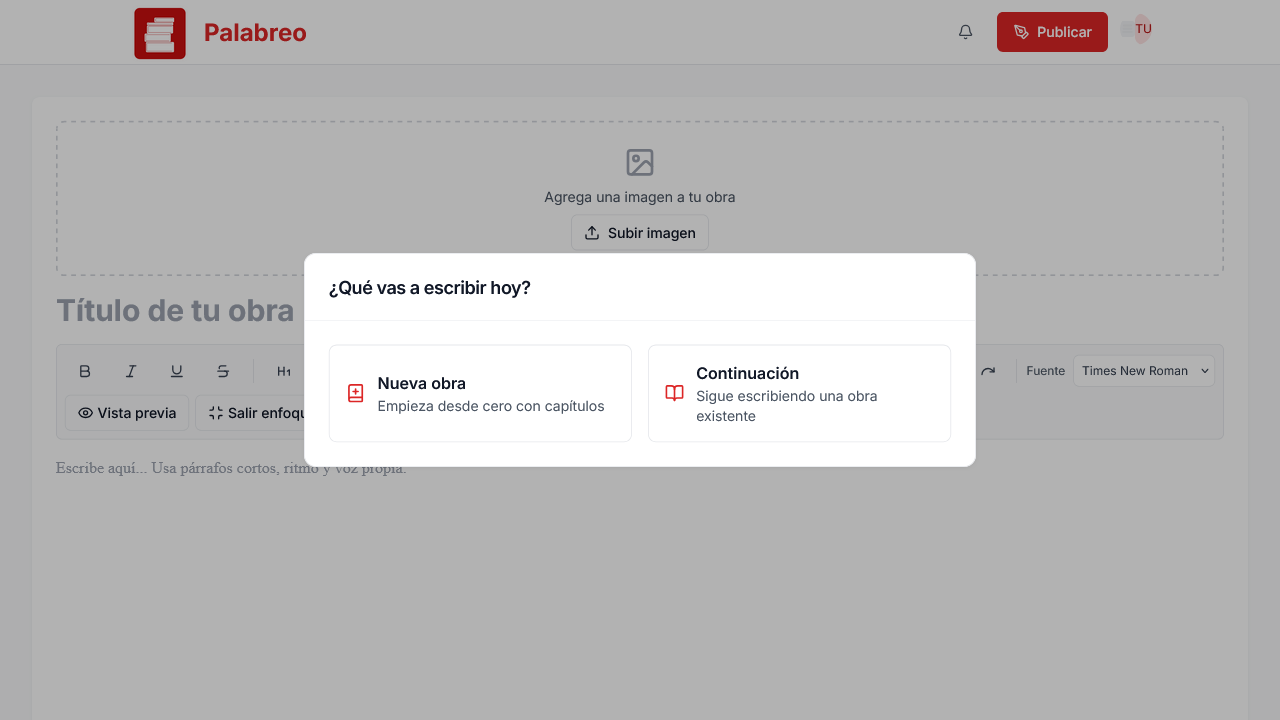 Palabreo
Publicar
TU
Agrega una imagen a tu obra
Subir imagen
¿Qué vas a escribir hoy?
Nueva obra
Empieza desde cero con capítulos
Continuación
Sigue escribiendo una obra
existente
Título de tu obra
B I U S H1
Fuente Times New Roman
Vista previa
Salir enfoqu
Escribe aquí... Usa párrafos cortos, ritmo y voz propia.